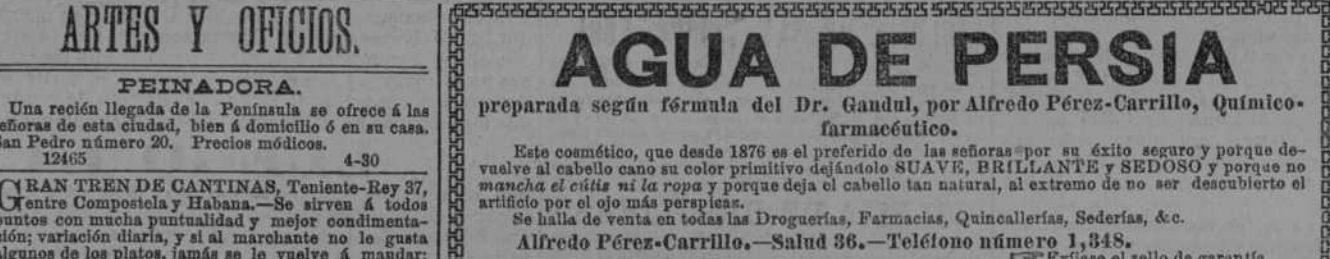 ARTES Y OFICIOS.
PEINADORA.
Una recién llegada de la Península se ofrece á las
señoras de esta ciudad, bien á domicilio ó en su casa.
San Pedro número 20. Precios módicos.
12465 4-30
GRAN TREN DE CANTINAS, Teniente-Rey 37,
entre Compostela y Habana.—Se sirven á todos
puntos con mucha puntualidad y mejor condimenta-
ción; variación diaria, y si al marchante no le gusta
algunos de los platos, jamás se le vuelve á mandar:
AGUA DE PERSIA
preparada según fórmula del Dr. Gandul, por Alfredo Pérez-Carrillo, Químico-
farmacéutico.
Este cosmético, que desde 1876 es el preferido de las señoras por su éxito seguro y porque de-
vuelve al cabello cano su color primitivo dejándolo SUAVE, BRILLANTE y SEDOSO y porque no
mancha el cútis ni la ropa y porque deja el cabello tan natural, al extremo de no ser descubierto el
artificio por el ojo más perspicas.
Se halla de venta en todas las Droguerías, Farmacias, Quincallerías, Sederías, &c.
Alfredo Pérez-Carrillo.—Salud 36.—Teléfono número 1,348.
Exíjase el sello de garantía